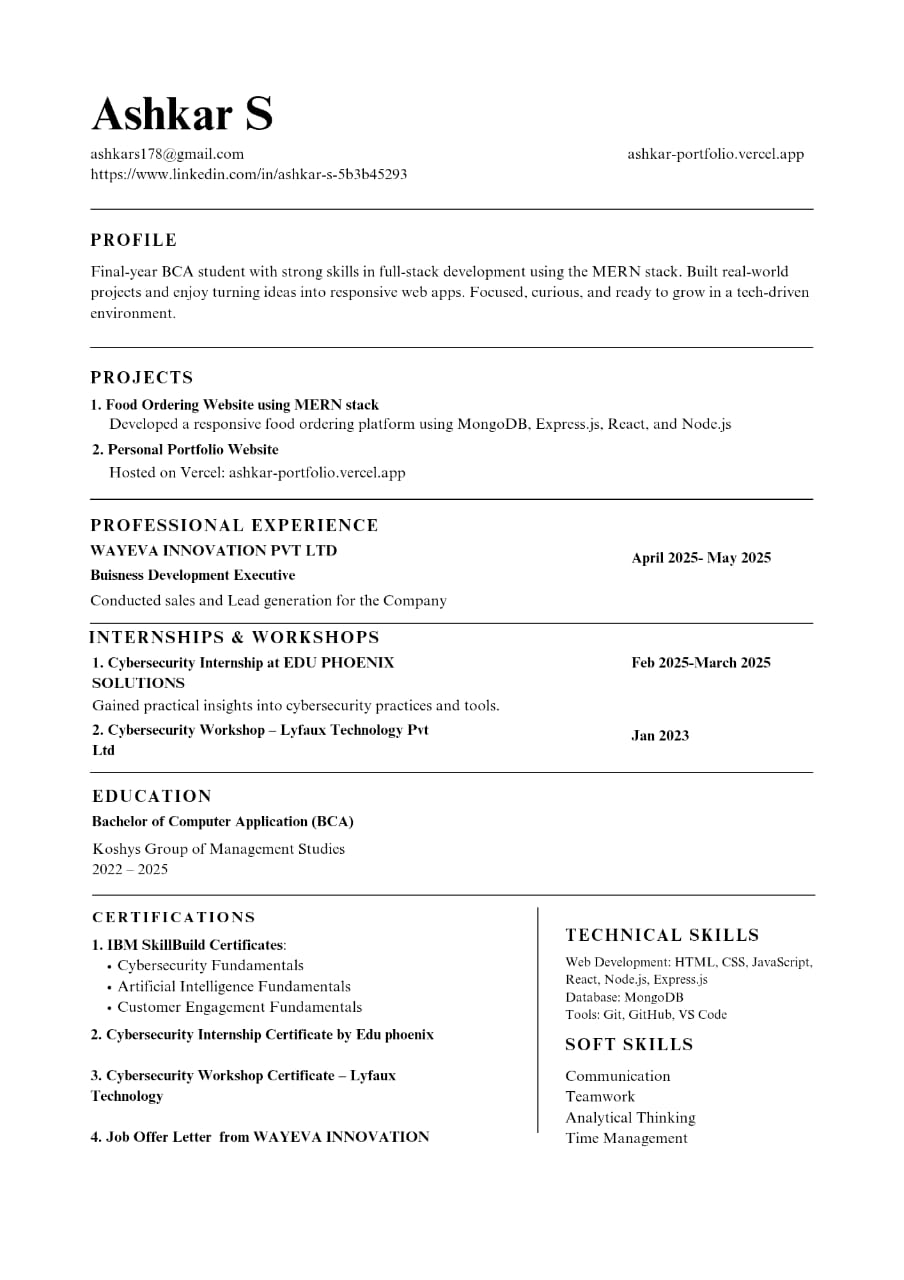 Ashkar S
ashkars178@gmail.com
ashkar-portfolio.vercel.app
https://www.linkedin.com/in/ashkar-s-5b3b45293
PROFILE
Final-year BCA student with strong skills in full-stack development using the MERN stack. Built real-world
projects and enjoy turning ideas into responsive web apps. Focused, curious, and ready to grow in a tech-driven
environment.
PROJECTS
1. Food Ordering Website using MERN stack
Developed a responsive food ordering platform using MongoDB, Express.js, React, and Node.js
2. Personal Portfolio Website
Hosted on Vercel: ashkar-portfolio.vercel.app
PROFESSIONAL EXPERIENCE
WAYEVA INNOVATION PVT LTD
April 2025- May 2025
Buisness Development Executive
Conducted sales and Lead generation for the Company
INTERNSHIPS & WORKSHOPS
1. Cybersecurity Internship at EDU PHOENIX
SOLUTIONS
Feb 2025-March 2025
Gained practical insights into cybersecurity practices and tools.
2. Cybersecurity Workshop – Lyfaux Technology Pvt
Ltd
Jan 2023
EDUCATION
Bachelor of Computer Application (BCA)
Koshys Group of Management Studies
2022 – 2025
CERTIFICATIONS
1. IBM SkillBuild Certificates:
• Cybersecurity Fundamentals
• Artificial Intelligence Fundamentals
• Customer Engagement Fundamentals
2. Cybersecurity Internship Certificate by Edu phoenix
3. Cybersecurity Workshop Certificate – Lyfaux
Technology
4. Job Offer Letter from WAYEVA INNOVATION
TECHNICAL SKILLS
Web Development: HTML, CSS, JavaScript,
React, Node.js, Express.js
Database: MongoDB
Tools: Git, GitHub, VS Code
SOFT SKILLS
Communication
Teamwork
Analytical Thinking
Time Management